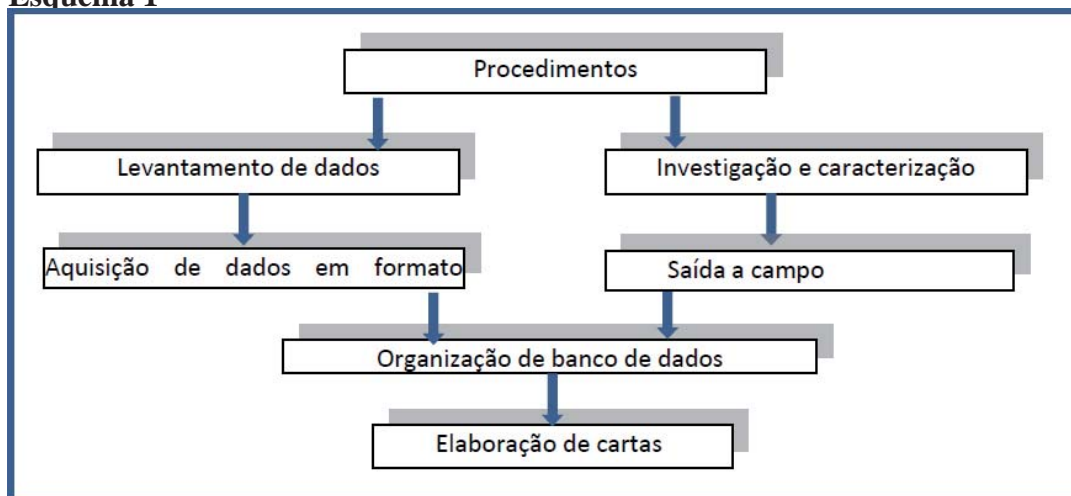 Esquema 1
Procedimentos
Levantamento de dados
Investigação e caracterização
Aquisição de dados em formato
Saída a campo
Organização de banco de dados
Elaboração de cartas